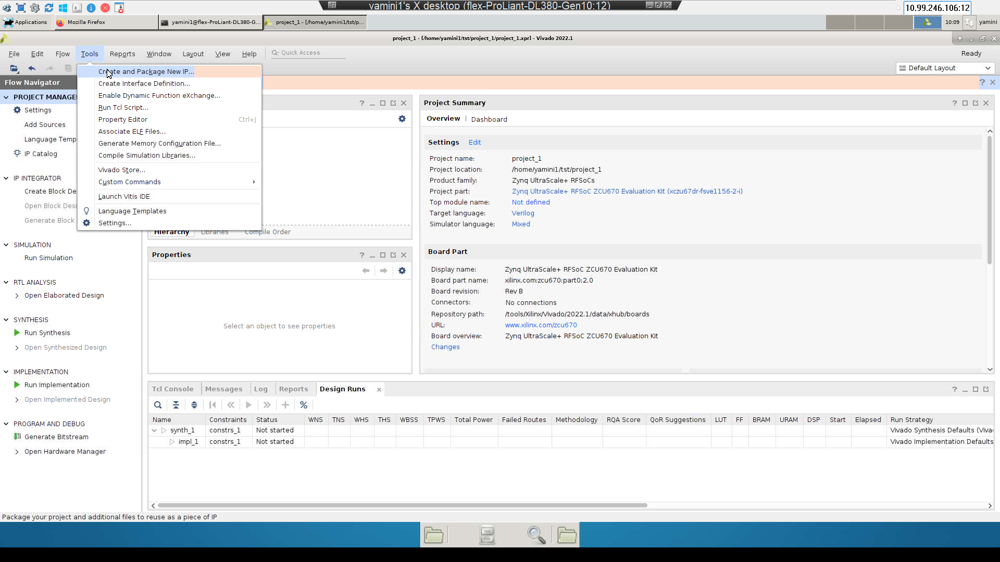 yamini1's X desktop (flex-ProLiant-DL380-Gen10:12)
10.99.246.106:12
Applications
Mozilla Firefox
yamini1@flex-ProLiant-DL380-G...
project_1 - [/home/yamini1/tst/p...
10:09
yamini
project_1 - [/home/yamini1/tst/project_1/project_1.xpr] - Vivado 2022.1
File Edit Flow Tools Reports Window Layout View Help
Quick Access
Ready
Default Layout
Flow Navigator
PROJECT MANAGE
Settings
Add Sources
Language Temp
IP Catalog
IP INTEGRATOR
Create Block De
Open Block Desi
Generate Block
SIMULATION
Run Simulation
RTL ANALYSIS
Open Elaborated Design
SYNTHESIS
Run Synthesis
Open Synthesized Design
IMPLEMENTATION
Run Implementation
Open Implemented Design
PROGRAM AND DEBUG
Generate Bitstream
Open Hardware Manager
Create and Package New IP...
Create Interface Definition...
Enable Dynamic Function eXchange...
Run Tcl Script...
Property Editor Ctrl+J
Associate ELF Files...
Generate Memory Configuration File...
Compile Simulation Libraries...
Vivado Store...
Custom Commands
Launch Vitis IDE
Language Templates
Settings...
Hierarchy Libraries Compile Order
Properties
Select an object to see properties
Project Summary
Overview Dashboard
Settings Edit
Project name: project_1
Project location: /home/yamini1/tst/project_1
Product family: Zynq UltraScale+ RFSoCs
Project part: Zynq UltraScale+ RFSoC ZCU670 Evaluation Kit (xczu67dr-fsve1156-2-i)
Top module name: Not defined
Target language: Verilog
Simulator language: Mixed
Board Part
Display name: Zynq UltraScale+ RFSoC ZCU670 Evaluation Kit
Board part name: xilinx.com:zcu670:part0:2.0
Board revision: Rev B
Connectors: No connections
Repository path: /tools/Xilinx/Vivado/2022.1/data/xhub/boards
URL: www.xilinx.com/zcu670
Board overview: Zynq UltraScale+ RFSoC ZCU670 Evaluation Kit
Changes
Tcl Console Messages Log Reports Design Runs
Name Constraints Status WNS TNS WHS THS WBSS TPWS Total Power Failed Routes Methodology RQA Score QoR Suggestions LUT FF BRAM URAM DSP Start Elapsed Run Strategy
synth_1 constrs_1 Not started Vivado Synthesis Defaults (Viva
impl_1 constrs_1 Not started Vivado Implementation Defaults
Package your project and additional files to reuse as a piece of IP